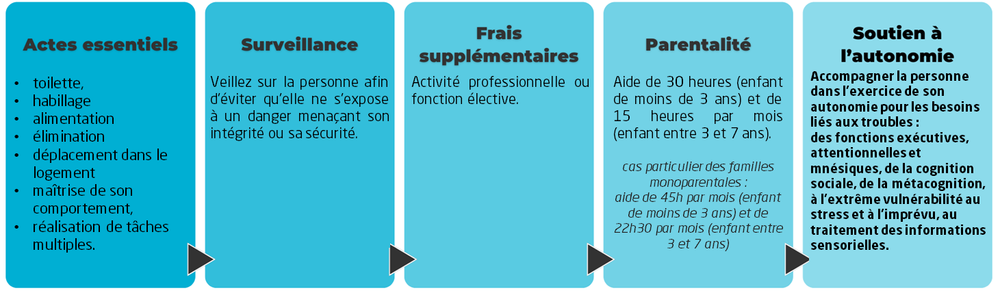 Actes essentiels
• toilette,
• habillage
• alimentation
• élimination
• déplacement dans le
logement
• maîtrise de son
comportement,
• réalisation de tâches
multiples.
Surveillance
Veillez sur la personne afin
d'éviter qu'elle ne s'expose
à un danger menaçant son
intégrité ou sa sécurité.
Frais
supplémentaires
Activité professionnelle ou
fonction élective.
Parentalité
Aide de 30 heures (enfant
de moins de 3 ans) et de
15 heures par mois
(enfant entre 3 et 7 ans).
cas particulier des familles
monoparentales :
aide de 45h par mois (enfant
de moins de 3 ans) et de
22h30 par mois (enfant entre
3 et 7 ans)
Soutien à
l'autonomie
Accompagner la personne
dans l'exercice de son
autonomie pour les besoins
liés aux troubles :
des fonctions exécutives,
attentionnelles et
mnésiques, de la cognition
sociale, de la métacognition,
à l'extrême vulnérabilité au
stress et à l'imprévu, au
traitement des informations
sensorielles.